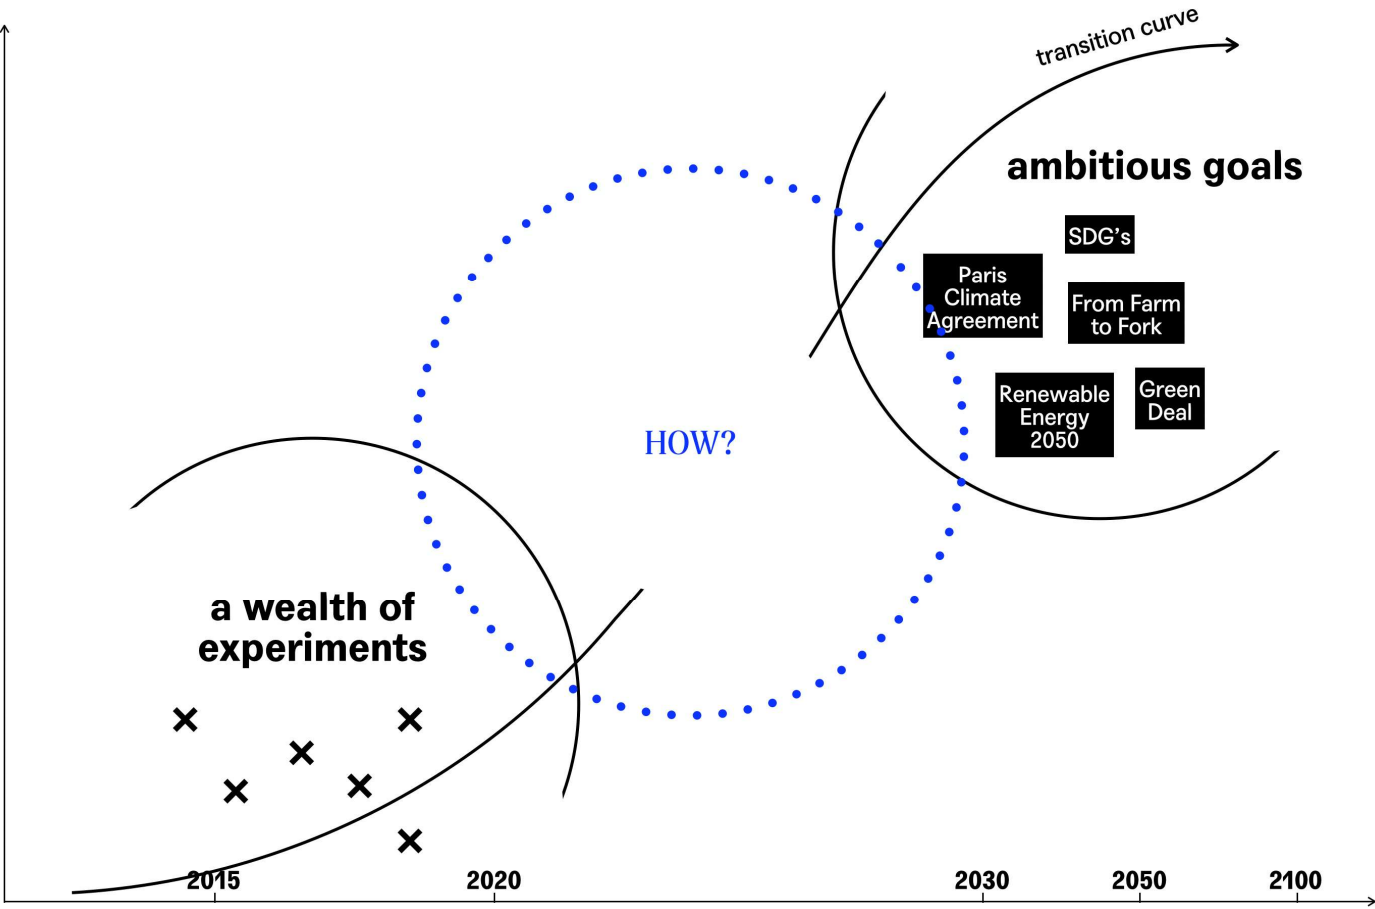 transition curve
ambitious goals
SDG's
Paris
Climate
Agreement
From Farm
to Fork
Renewable
Energy
2050
Green
Deal
HOW?
a wealth of
experiments
2015
2020
2030
2050
2100